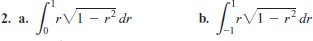 2. a. ∫₀¹ r√(1 − r²) dr b. ∫₋₁¹ r√(1 − r²) dr